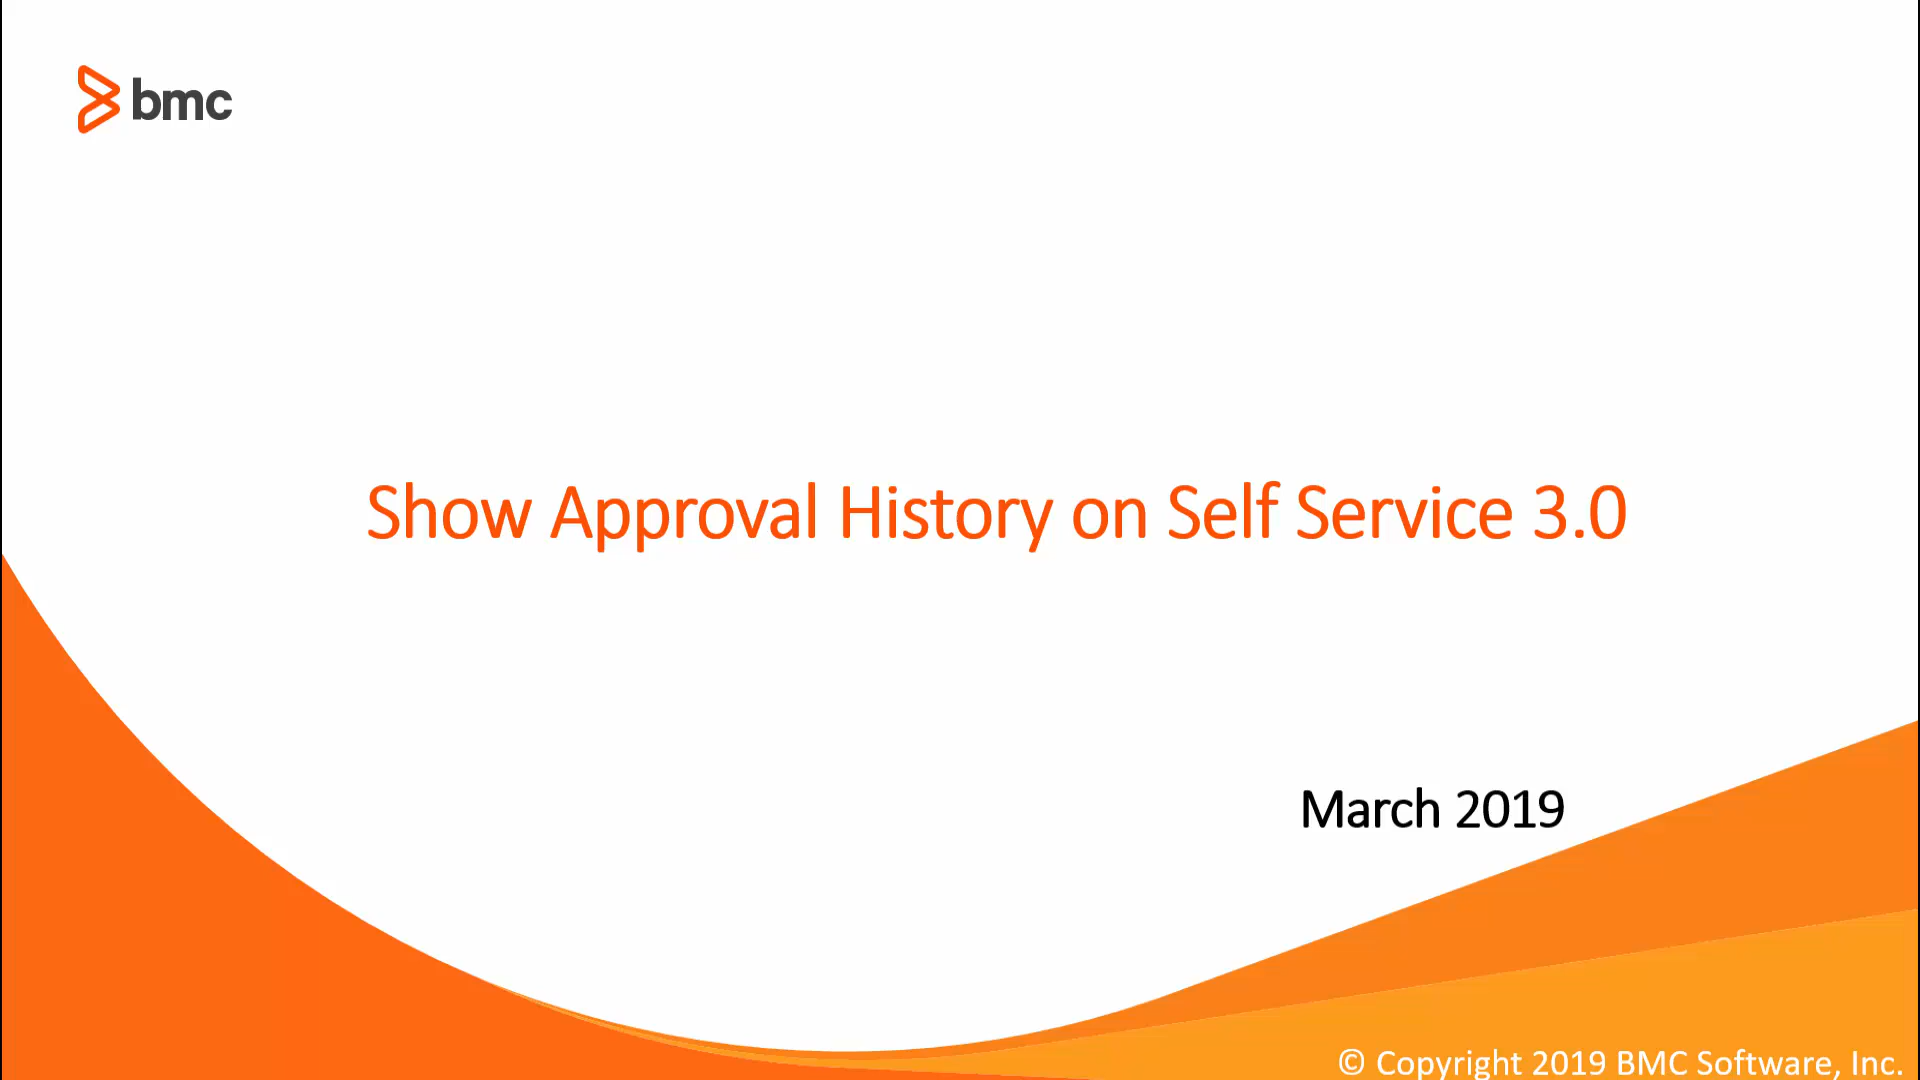 bmc
Show Approval History on Self Service 3.0
March 2019
© Copyright 2019 BMC Software, Inc.